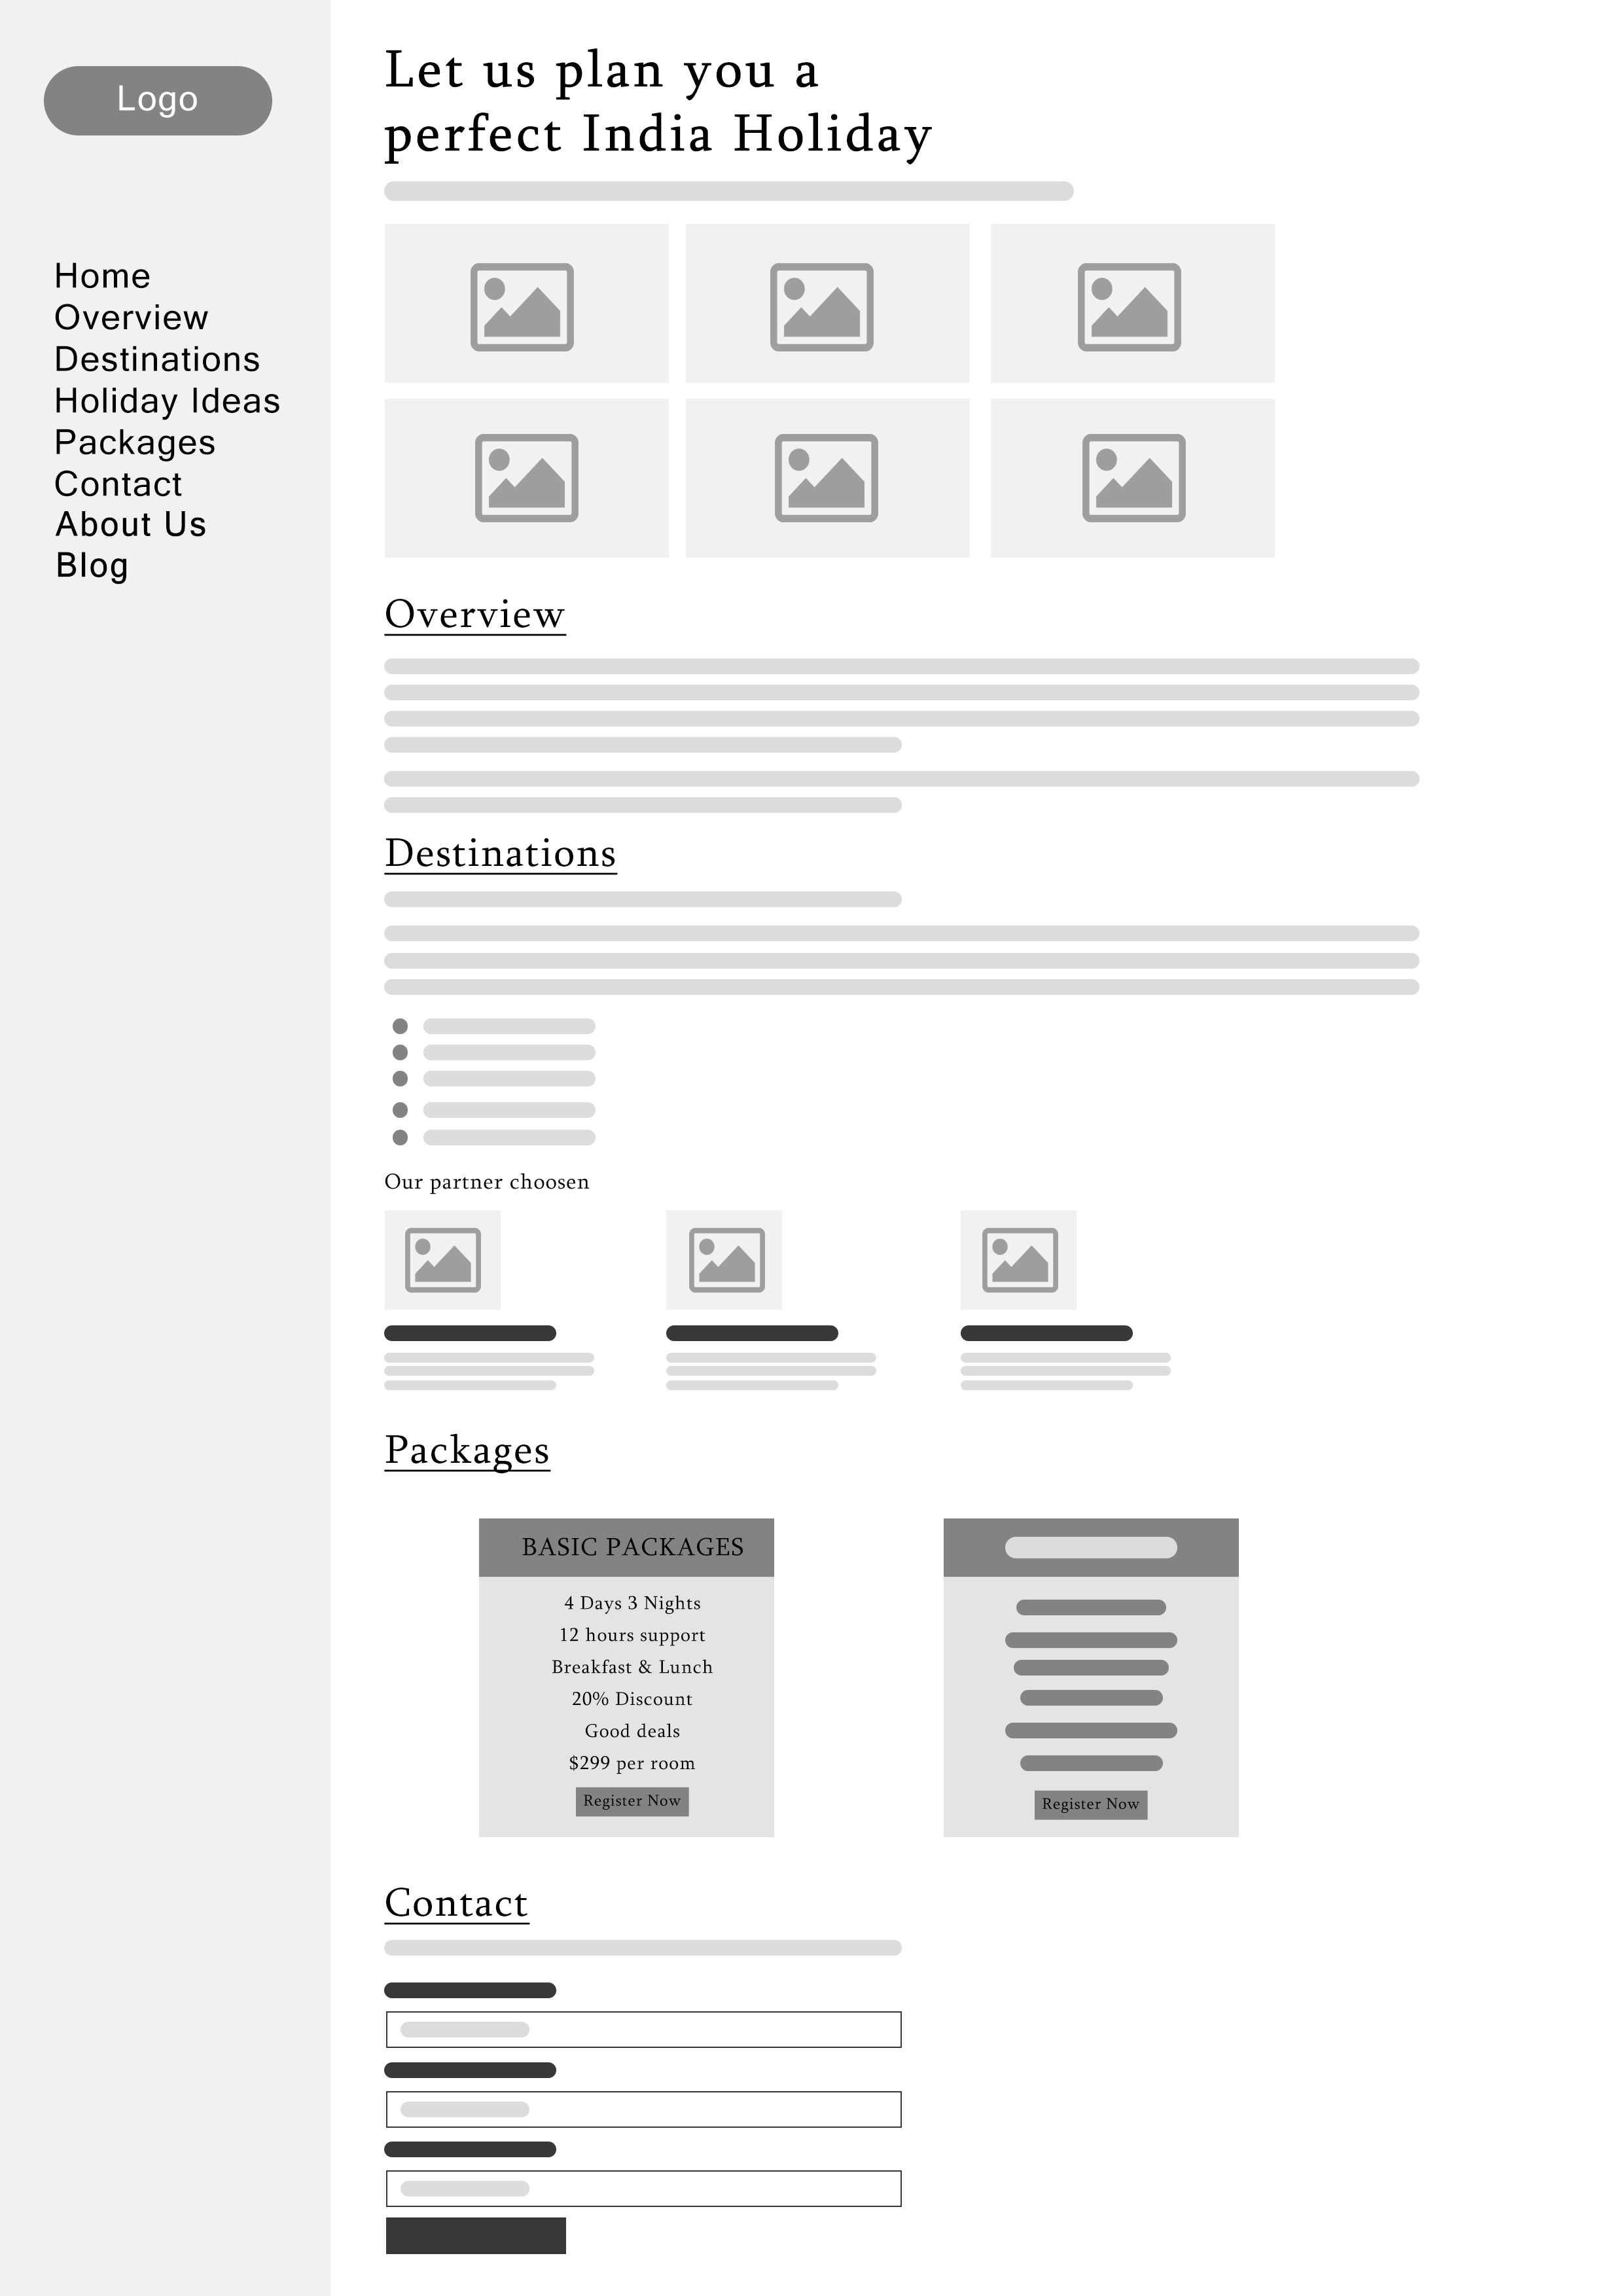 Logo
Home
Overview
Destinations
Holiday Ideas
Packages
Contact
About Us
Blog
Let us plan you a
perfect India Holiday
Overview
Destinations
Our partner choosen
Packages
BASIC PACKAGES
4 Days 3 Nights
12 hours support
Breakfast & Lunch
20% Discount
Good deals
$299 per room
Register Now
Register Now
Contact